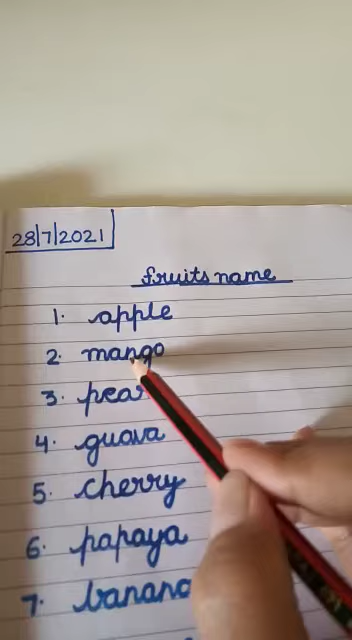 28/7/2021
fruits name
1. apple
2. mango
3. pear
4. guava
5. cherry
6. papaya
7. banana